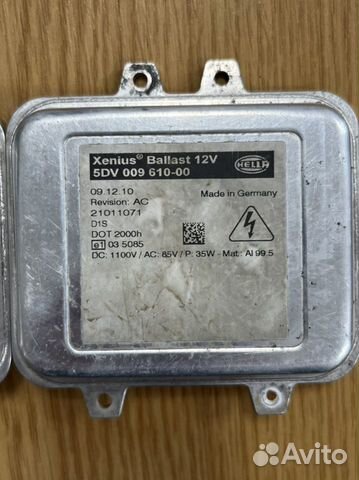 Xenius® Ballast 12V
5DV 009 610-00
HELLA
09.12.10
Made in Germany
Revision: AC
21011071
D1S
DOT 2000h
e1 03 5085
DC: 1100V / AC: 85V / P: 35W - Mat.: Al 99.5
Avito